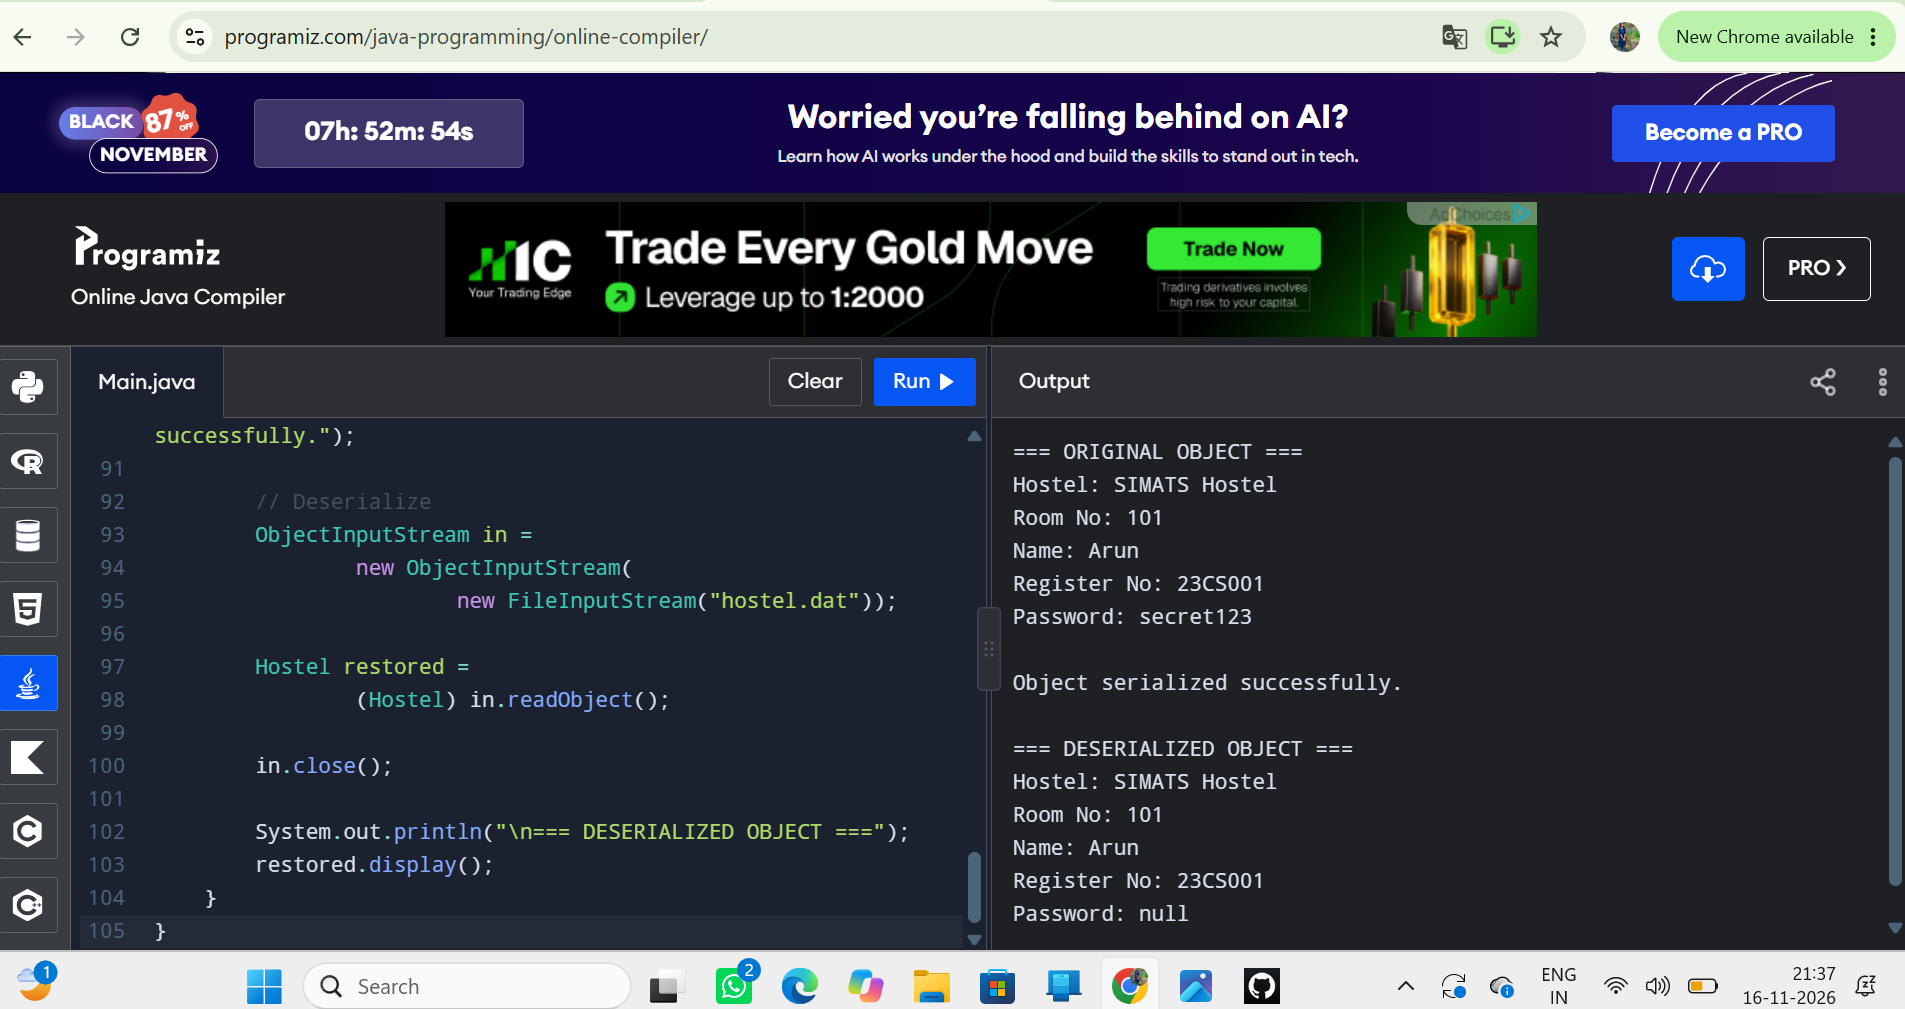 programiz.com/java-programming/online-compiler/
New Chrome available
BLACK 87% OFF
NOVEMBER
07h: 52m: 54s
Worried you're falling behind on AI?
Learn how AI works under the hood and build the skills to stand out in tech.
Become a PRO
Programiz
Online Java Compiler
HIC
Your Trading Edge
Trade Every Gold Move
Leverage up to 1:2000
Trade Now
Trading derivatives involves
high risk to your capital.
AdChoices
PRO
Main.java
Clear
Run
Output
successfully.");
91
92 // Deserialize
93 ObjectInputStream in =
94 new ObjectInputStream(
95 new FileInputStream("hostel.dat"));
96
97 Hostel restored =
98 (Hostel) in.readObject();
99
100 in.close();
101
102 System.out.println("\n=== DESERIALIZED OBJECT ===");
103 restored.display();
104 }
105 }
=== ORIGINAL OBJECT ===
Hostel: SIMATS Hostel
Room No: 101
Name: Arun
Register No: 23CS001
Password: secret123
Object serialized successfully.
=== DESERIALIZED OBJECT ===
Hostel: SIMATS Hostel
Room No: 101
Name: Arun
Register No: 23CS001
Password: null
1
Search
2
ENG
IN
21:37
16-11-2026